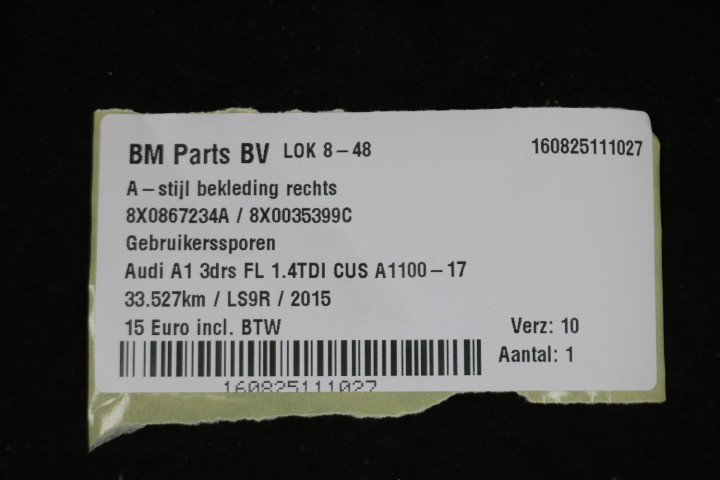 BM Parts BV LOK 8-48 160825111027
A-stijl bekleding rechts
8X0867234A / 8X0035399C
Gebruikerssporen
Audi A1 3drs FL 1.4TDI CUS A1100-17
33.527km / LS9R / 2015
15 Euro incl. BTW Verz: 10
Aantal: 1
160825111027